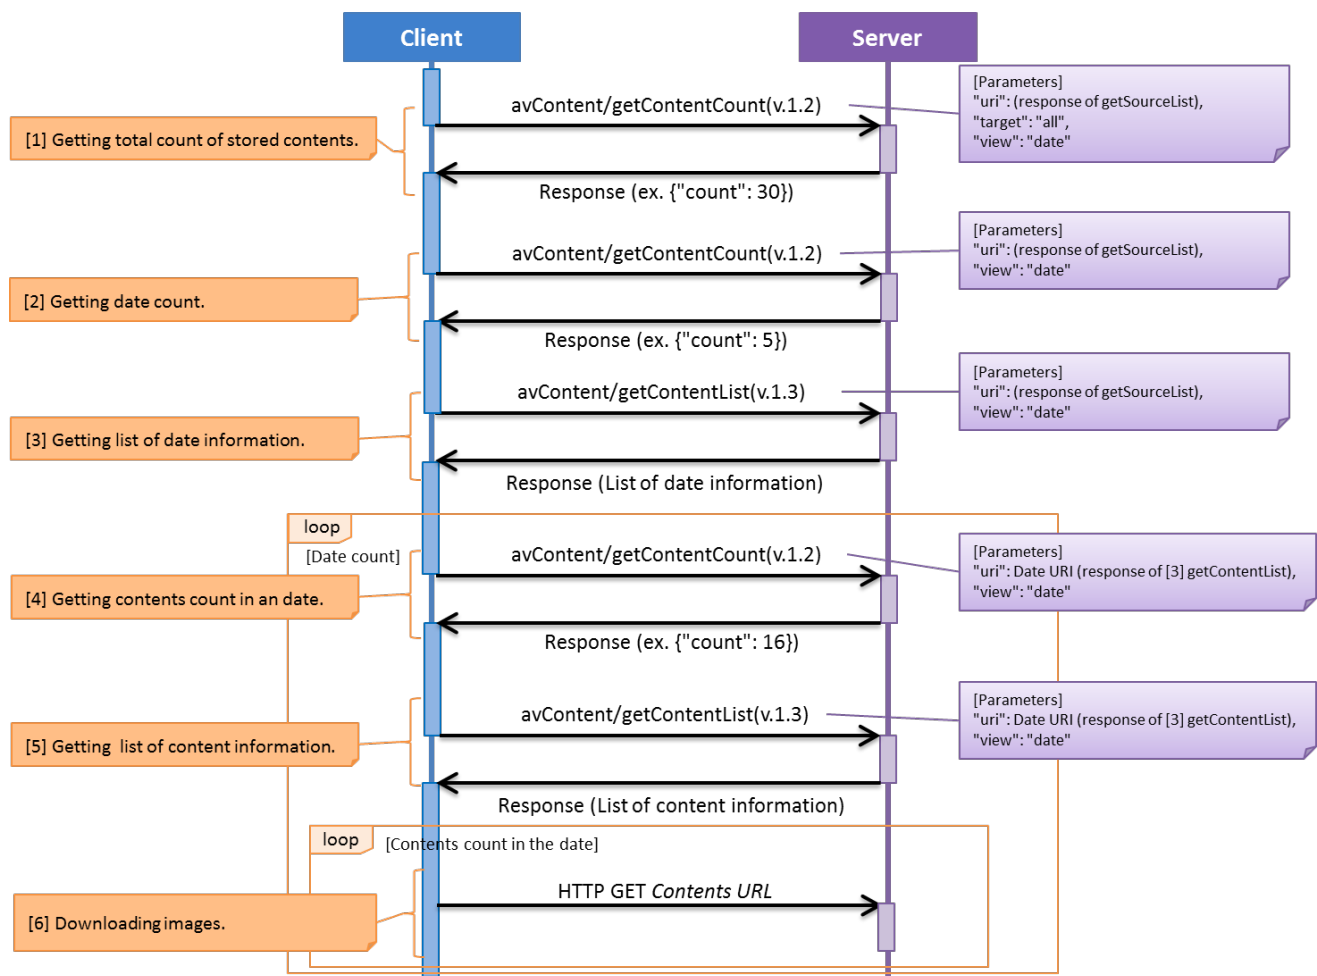 Client
Server
avContent/getContentCount(v.1.2)
[Parameters]
"uri": (response of getSourceList),
"target": "all",
"view": "date"
[1] Getting total count of stored contents.
Response (ex. {"count": 30})
avContent/getContentCount(v.1.2)
[Parameters]
"uri": (response of getSourceList),
"view": "date"
[2] Getting date count.
Response (ex. {"count": 5})
avContent/getContentList(v.1.3)
[Parameters]
"uri": (response of getSourceList),
"view": "date"
[3] Getting list of date information.
Response (List of date information)
loop
[Date count]
avContent/getContentCount(v.1.2)
[Parameters]
"uri": Date URI (response of [3] getContentList),
"view": "date"
[4] Getting contents count in an date.
Response (ex. {"count": 16})
avContent/getContentList(v.1.3)
[Parameters]
"uri": Date URI (response of [3] getContentList),
"view": "date"
[5] Getting  list of content information.
Response (List of content information)
loop
[Contents count in the date]
HTTP GET Contents URL
[6] Downloading images.